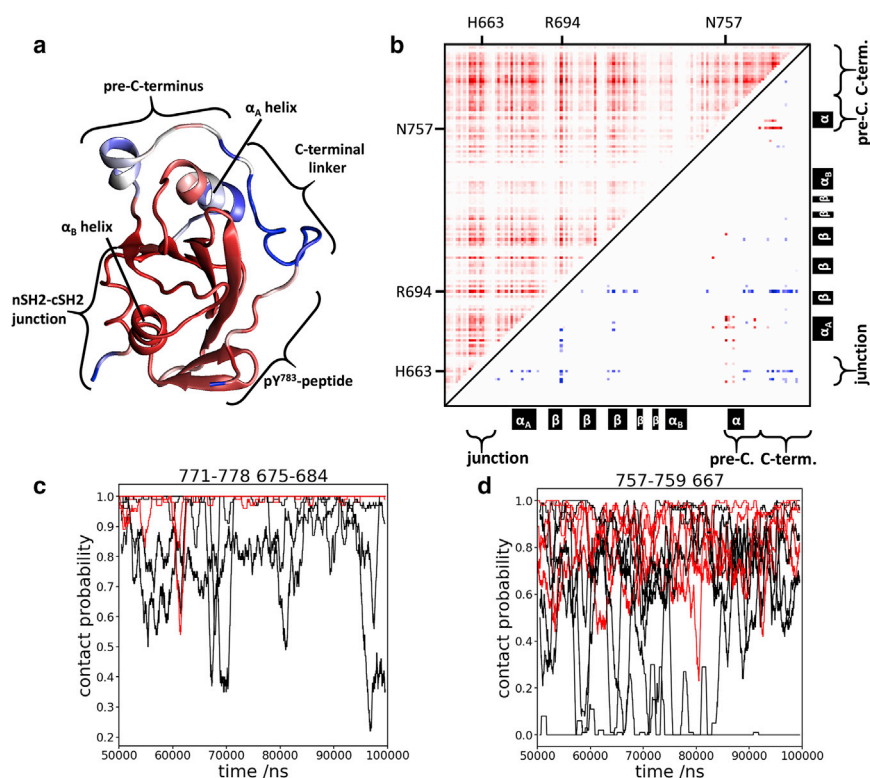 a
pre-C-terminus
αA helix
C-terminal
linker
αB helix
nSH2-cSH2
junction
pY783-peptide
b
H663 R694 N757
N757
R694
H663
pre-C. C-term.
α
αB
β
β
β
β
β
αA
junction
αA β β β β β αB α
junction pre-C. C-term.
c
771-778 675-684
contact probability
1.0
0.9
0.8
0.7
0.6
0.5
0.4
0.3
0.2
50000 60000 70000 80000 90000 100000
time /ns
d
757-759 667
contact probability
1.0
0.8
0.6
0.4
0.2
0.0
50000 60000 70000 80000 90000 100000
time /ns